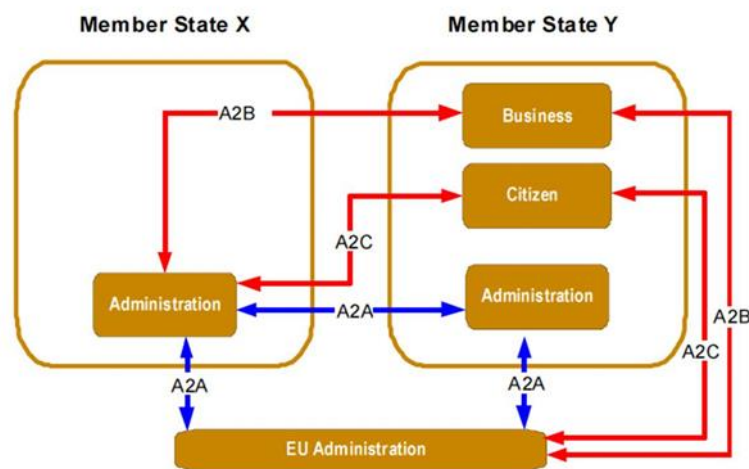 Member State X
Member State Y
A2B
Business
Citizen
A2C
Administration
A2A
Administration
A2B
A2C
A2A
A2A
EU Administration